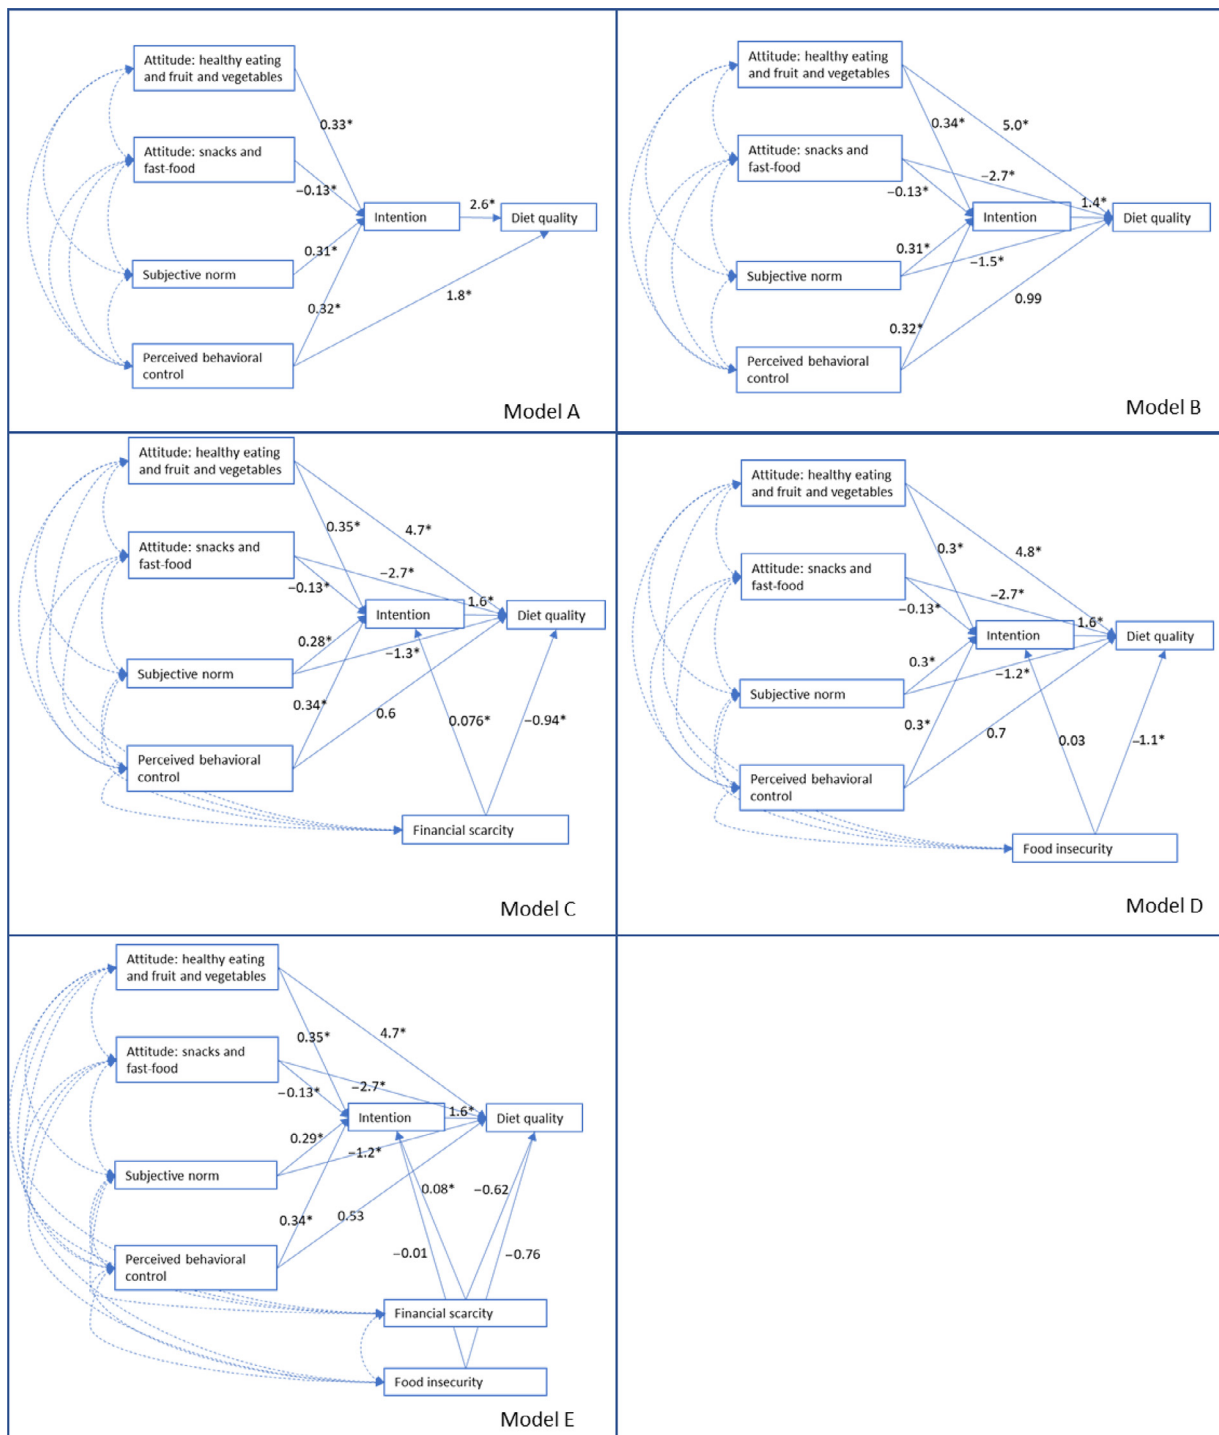 Attitude: healthy eating
and fruit and vegetables
0.33*
Attitude: snacks and
fast-food
−0.13*
Intention
2.6*
Diet quality
0.31*
Subjective norm
1.8*
0.32*
Perceived behavioral
control
Model A
Attitude: healthy eating
and fruit and vegetables
0.34*
5.0*
Attitude: snacks and
fast-food
−2.7*
−0.13*
1.4*
Intention
Diet quality
0.31*
−1.5*
Subjective norm
0.99
0.32*
Perceived behavioral
control
Model B
Attitude: healthy eating
and fruit and vegetables
0.35*
4.7*
Attitude: snacks and
fast-food
−2.7*
−0.13*
1.6*
Intention
Diet quality
0.28*
−1.3*
Subjective norm
0.34*
0.6
0.076*
−0.94*
Perceived behavioral
control
Financial scarcity
Model C
Attitude: healthy eating
and fruit and vegetables
0.3*
4.8*
Attitude: snacks and
fast-food
−2.7*
−0.13*
1.6*
Intention
Diet quality
0.3*
−1.2*
Subjective norm
0.3*
0.7
0.03
−1.1*
Perceived behavioral
control
Food insecurity
Model D
Attitude: healthy eating
and fruit and vegetables
0.35*
4.7*
Attitude: snacks and
fast-food
−2.7*
−0.13*
1.6*
Intention
Diet quality
0.29*
−1.2*
Subjective norm
0.08*
−0.62
0.34*
0.53
−0.01
−0.76
Perceived behavioral
control
Financial scarcity
Food insecurity
Model E